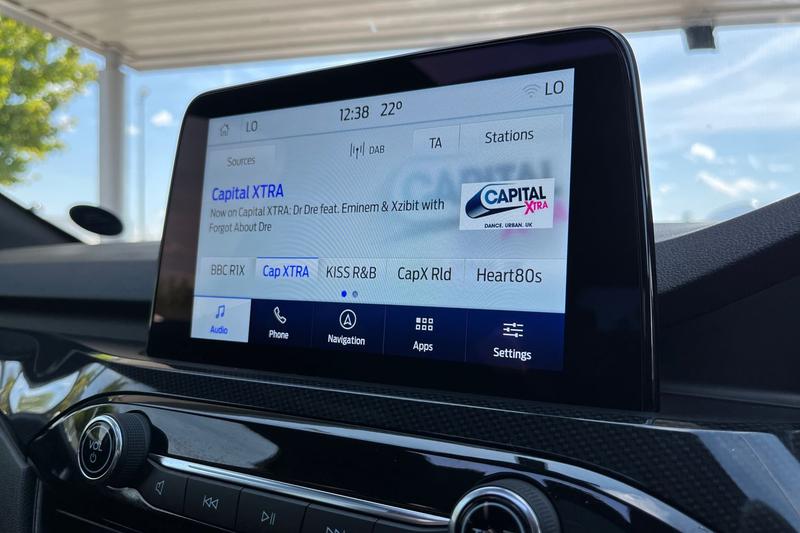 LO 12:38 22° LO
Sources DAB TA Stations
Capital XTRA
Now on Capital XTRA: Dr Dre feat. Eminem & Xzibit with
Forgot About Dre
CAPITAL
XTRA
DANCE. URBAN. UK
BBC R1X Cap XTRA KISS R&B CapX Rld Heart80s
Audio Phone Navigation Apps Settings
VOL